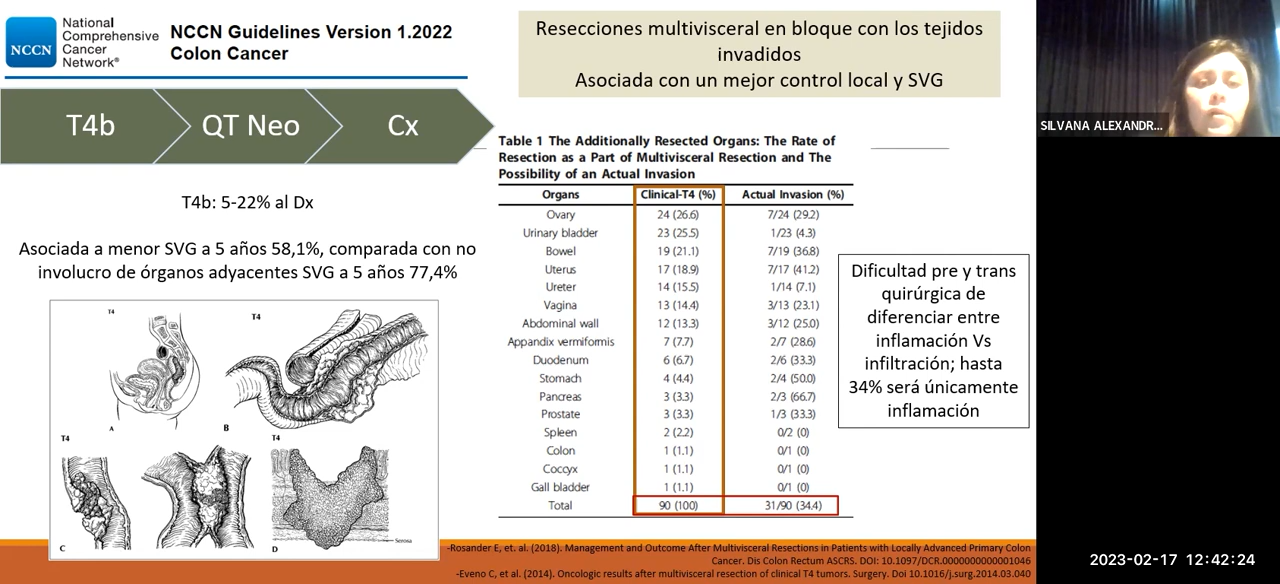 NCCN
National
Comprehensive
Cancer
Network®
NCCN Guidelines Version 1.2022
Colon Cancer
T4b
QT Neo
Cx
T4b: 5-22% al Dx
Asociada a menor SVG a 5 años 58,1%, comparada con no
involucro de órganos adyacentes SVG a 5 años 77,4%
T4
T4
A
B
T4
T4
C
D
Serosa
Resecciones multivisceral en bloque con los tejidos
invadidos
Asociada con un mejor control local y SVG
Table 1 The Additionally Resected Organs: The Rate of
Resection as a Part of Multivisceral Resection and The
Possibility of an Actual Invasion
Organs Clinical-T4 (%) Actual Invasion (%)
Ovary 24 (26.6) 7/24 (29.2)
Urinary bladder 23 (25.5) 1/23 (4.3)
Bowel 19 (21.1) 7/19 (36.8)
Uterus 17 (18.9) 7/17 (41.2)
Ureter 14 (15.5) 1/14 (7.1)
Vagina 13 (14.4) 3/13 (23.1)
Abdominal wall 12 (13.3) 3/12 (25.0)
Appandix vermiformis 7 (7.7) 2/7 (28.6)
Duodenum 6 (6.7) 2/6 (33.3)
Stomach 4 (4.4) 2/4 (50.0)
Pancreas 3 (3.3) 2/3 (66.7)
Prostate 3 (3.3) 1/3 (33.3)
Spleen 2 (2.2) 0/2 (0)
Colon 1 (1.1) 0/1 (0)
Coccyx 1 (1.1) 0/1 (0)
Gall bladder 1 (1.1) 0/1 (0)
Total 90 (100) 31/90 (34.4)
Dificultad pre y trans
quirúrgica de
diferenciar entre
inflamación Vs
infiltración; hasta
34% será únicamente
inflamación
-Rosander E, et. al. (2018). Management and Outcome After Multivisceral Resections in Patients with Locally Advanced Primary Colon
Cancer. Dis Colon Rectum ASCRS. DOI: 10.1097/DCR.0000000000001046
-Eveno C, et al. (2014). Oncologic results after multivisceral resection of clinical T4 tumors. Surgery. Doi 10.1016/j.surg.2014.03.040
SILVANA ALEXANDR...
2023-02-17 12:42:24